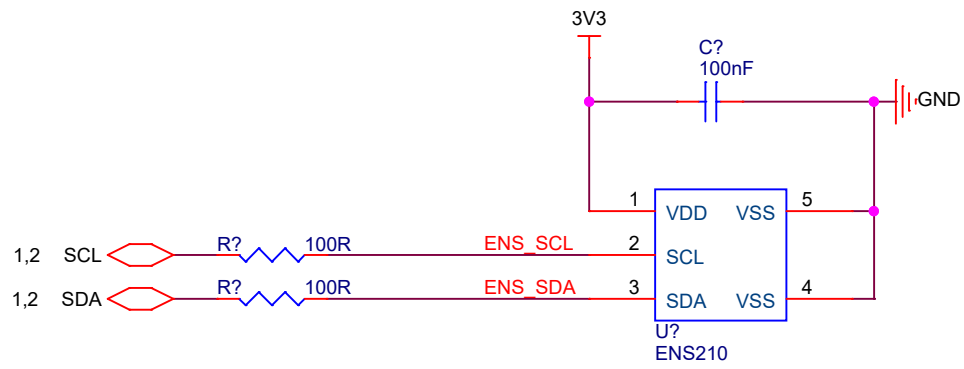 3V3
C?
100nF
GND
1 VDD VSS 5
1,2 SCL R? 100R ENS_SCL 2 SCL
1,2 SDA R? 100R ENS_SDA 3 SDA VSS 4
U?
ENS210